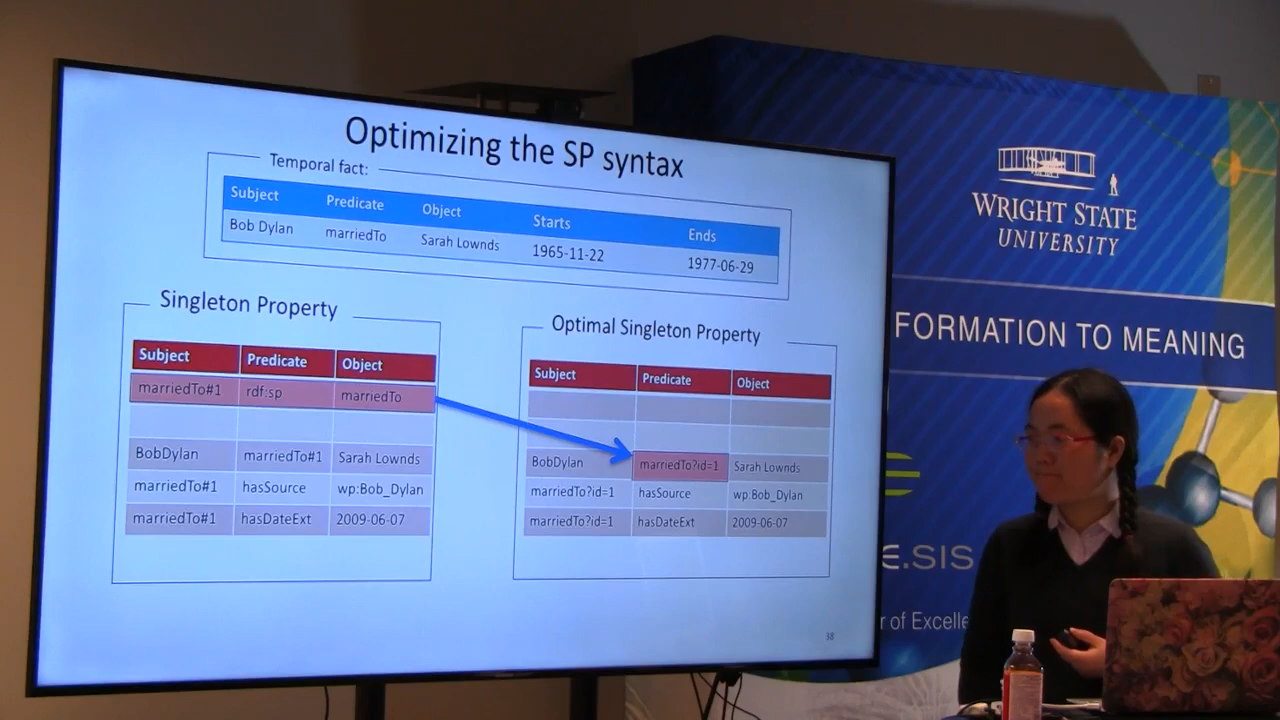 Optimizing the SP syntax
Temporal fact:
Subject Predicate Object Starts Ends
Bob Dylan marriedTo Sarah Lownds 1965-11-22 1977-06-29
Singleton Property
Subject Predicate Object
marriedTo#1 rdf:sp marriedTo
BobDylan marriedTo#1 Sarah Lownds
marriedTo#1 hasSource wp:Bob_Dylan
marriedTo#1 hasDateExt 2009-06-07
Optimal Singleton Property
Subject Predicate Object
BobDylan marriedTo?id=1 Sarah Lownds
marriedTo?id=1 hasSource wp:Bob_Dylan
marriedTo?id=1 hasDateExt 2009-06-07
38
WRIGHT STATE
UNIVERSITY
FORMATION TO MEANING
E.SIS
r of Excelle